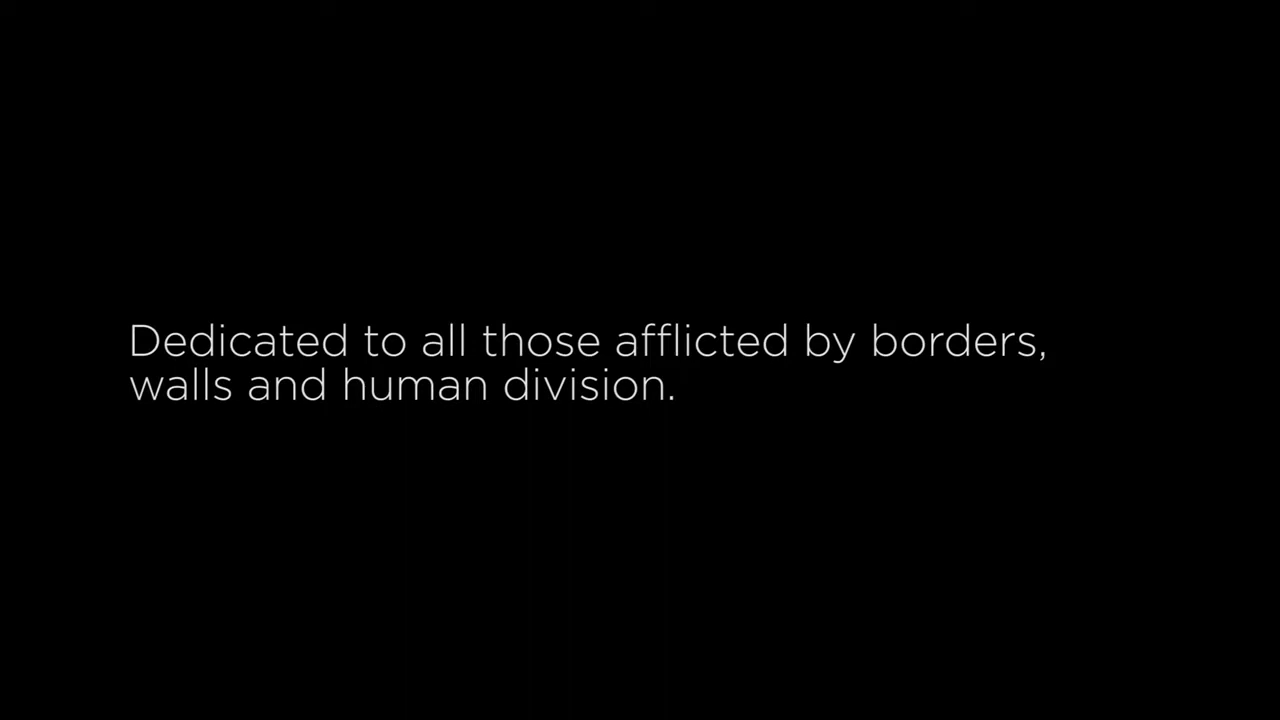 Dedicated to all those afflicted by borders,
walls and human division.